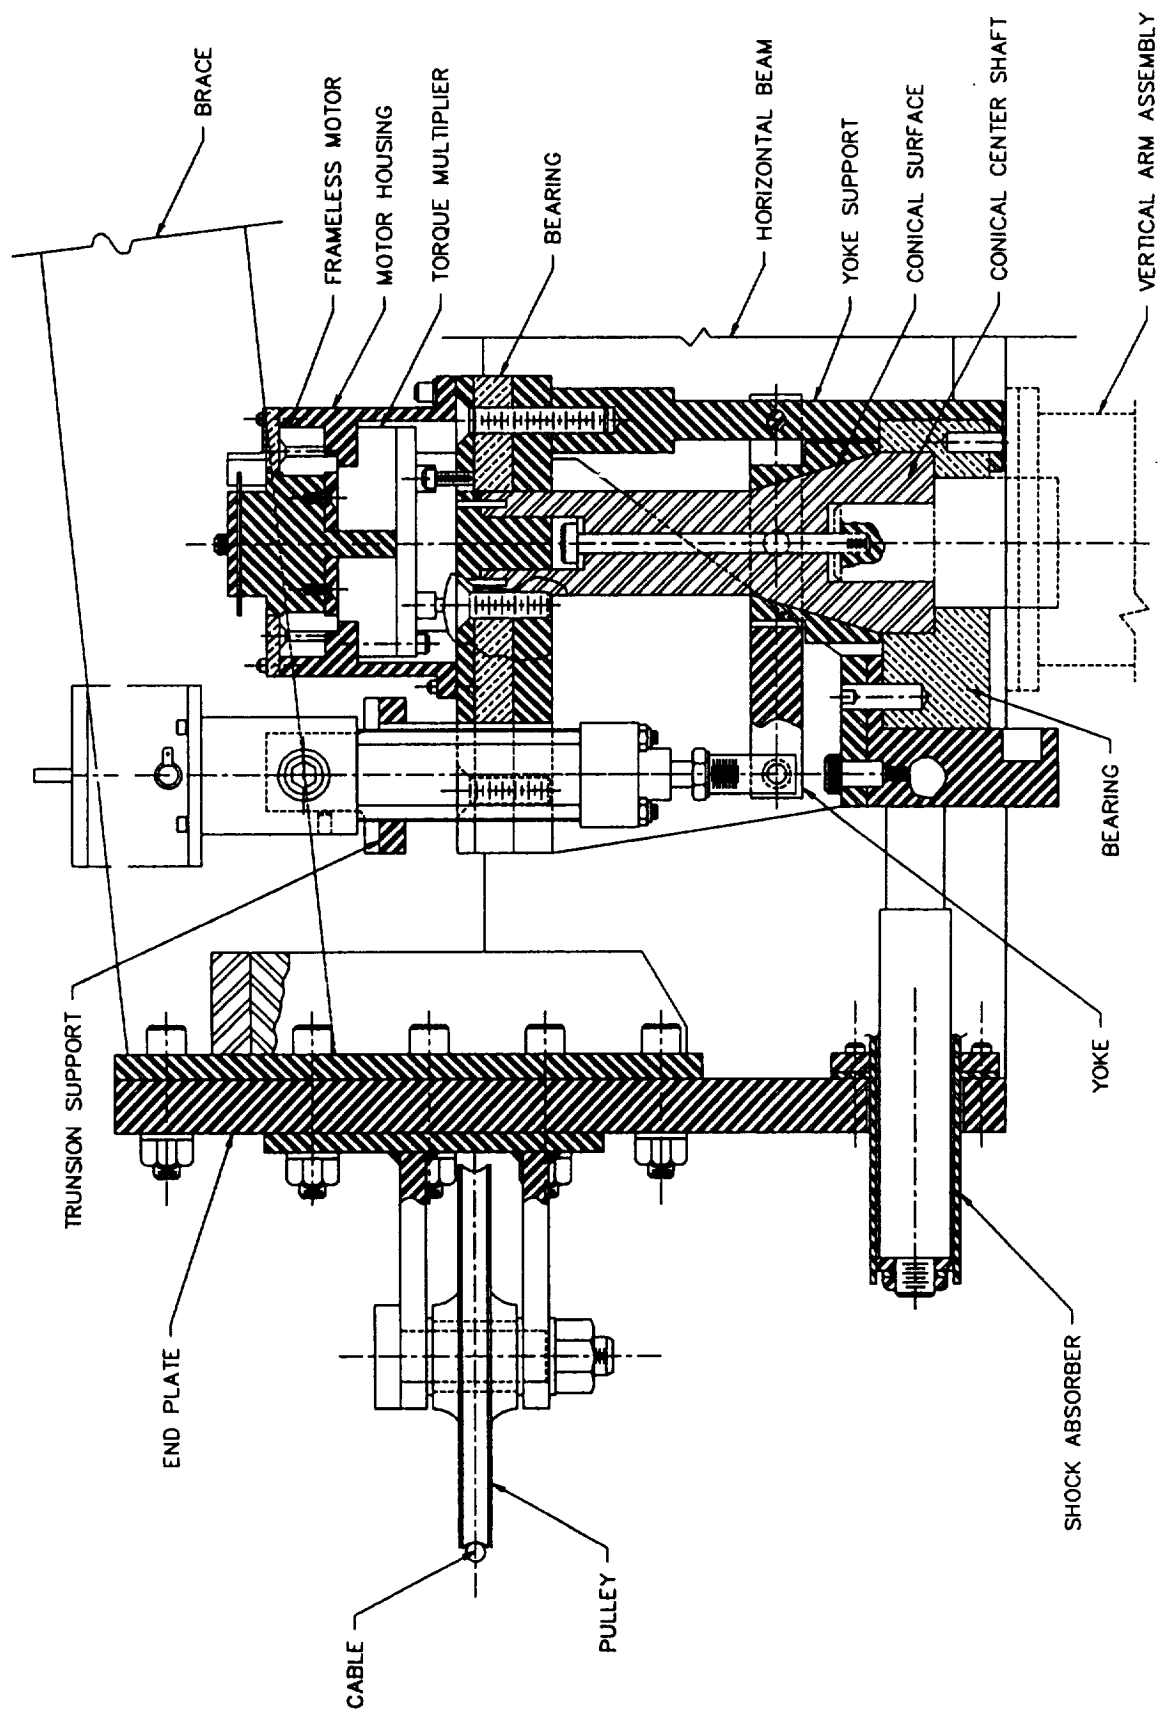 BRACE
FRAMELESS MOTOR
MOTOR HOUSING
TORQUE MULTIPLIER
BEARING
HORIZONTAL BEAM
YOKE SUPPORT
CONICAL SURFACE
CONICAL CENTER SHAFT
VERTICAL ARM ASSEMBLY
TRUNSION SUPPORT
BEARING
YOKE
END PLATE
SHOCK ABSORBER
PULLEY
CABLE